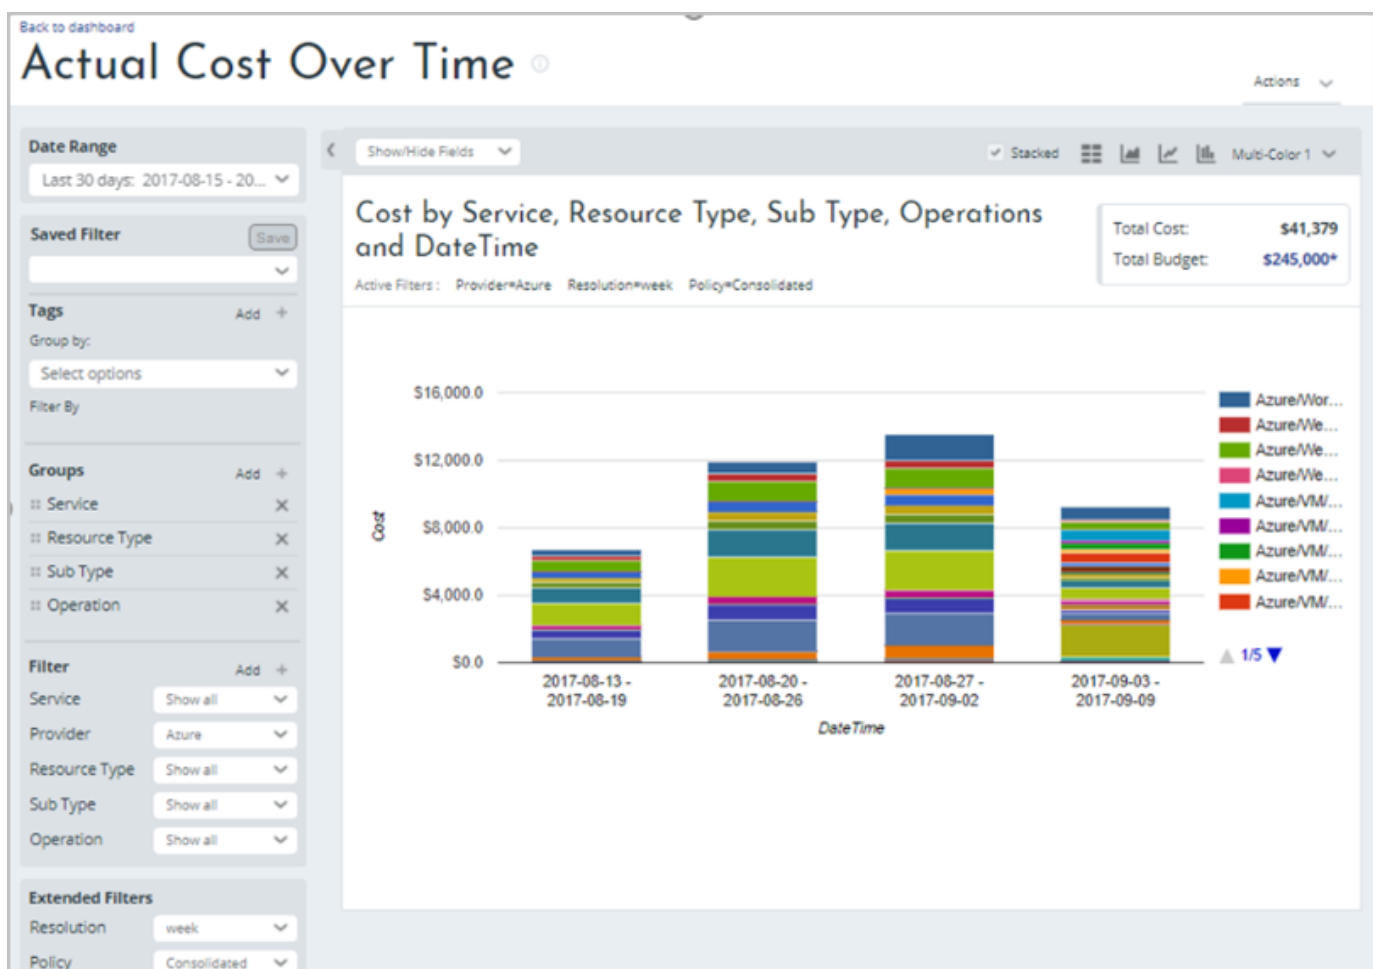 Back to dashboard
Actual Cost Over Time
Actions
Date Range
Last 30 days: 2017-08-15 - 20...
Saved Filter
Save
Tags
Add +
Group by:
Select options
Filter By
Groups
Add +
Service
Resource Type
Sub Type
Operation
Filter
Add +
Service
Show all
Provider
Azure
Resource Type
Show all
Sub Type
Show all
Operation
Show all
Extended Filters
Resolution
week
Policy
Consolidated
Show/Hide Fields
Stacked
Multi-Color 1
Cost by Service, Resource Type, Sub Type, Operations
and DateTime
Active Filters : Provider=Azure Resolution=week Policy=Consolidated
Total Cost: $41,379
Total Budget: $245,000*
$16,000.0
$12,000.0
$8,000.0
$4,000.0
$0.0
Cost
2017-08-13 -
2017-08-19
2017-08-20 -
2017-08-26
2017-08-27 -
2017-09-02
2017-09-03 -
2017-09-09
DateTime
Azure/Wor...
Azure/We...
Azure/We...
Azure/We...
Azure/VM/...
Azure/VM/...
Azure/VM/...
Azure/VM/...
Azure/VM/...
1/5